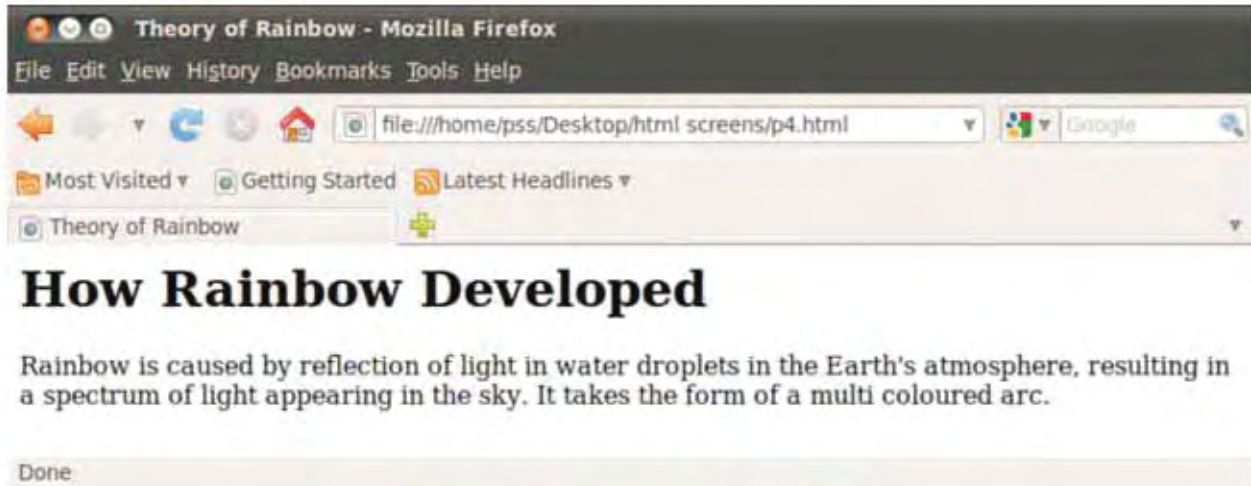 Theory of Rainbow - Mozilla Firefox
File Edit View History Bookmarks Tools Help
file:///home/pss/Desktop/html screens/p4.html Google
Most Visited Getting Started Latest Headlines
Theory of Rainbow
How Rainbow Developed
Rainbow is caused by reflection of light in water droplets in the Earth's atmosphere, resulting in
a spectrum of light appearing in the sky. It takes the form of a multi coloured arc.
Done